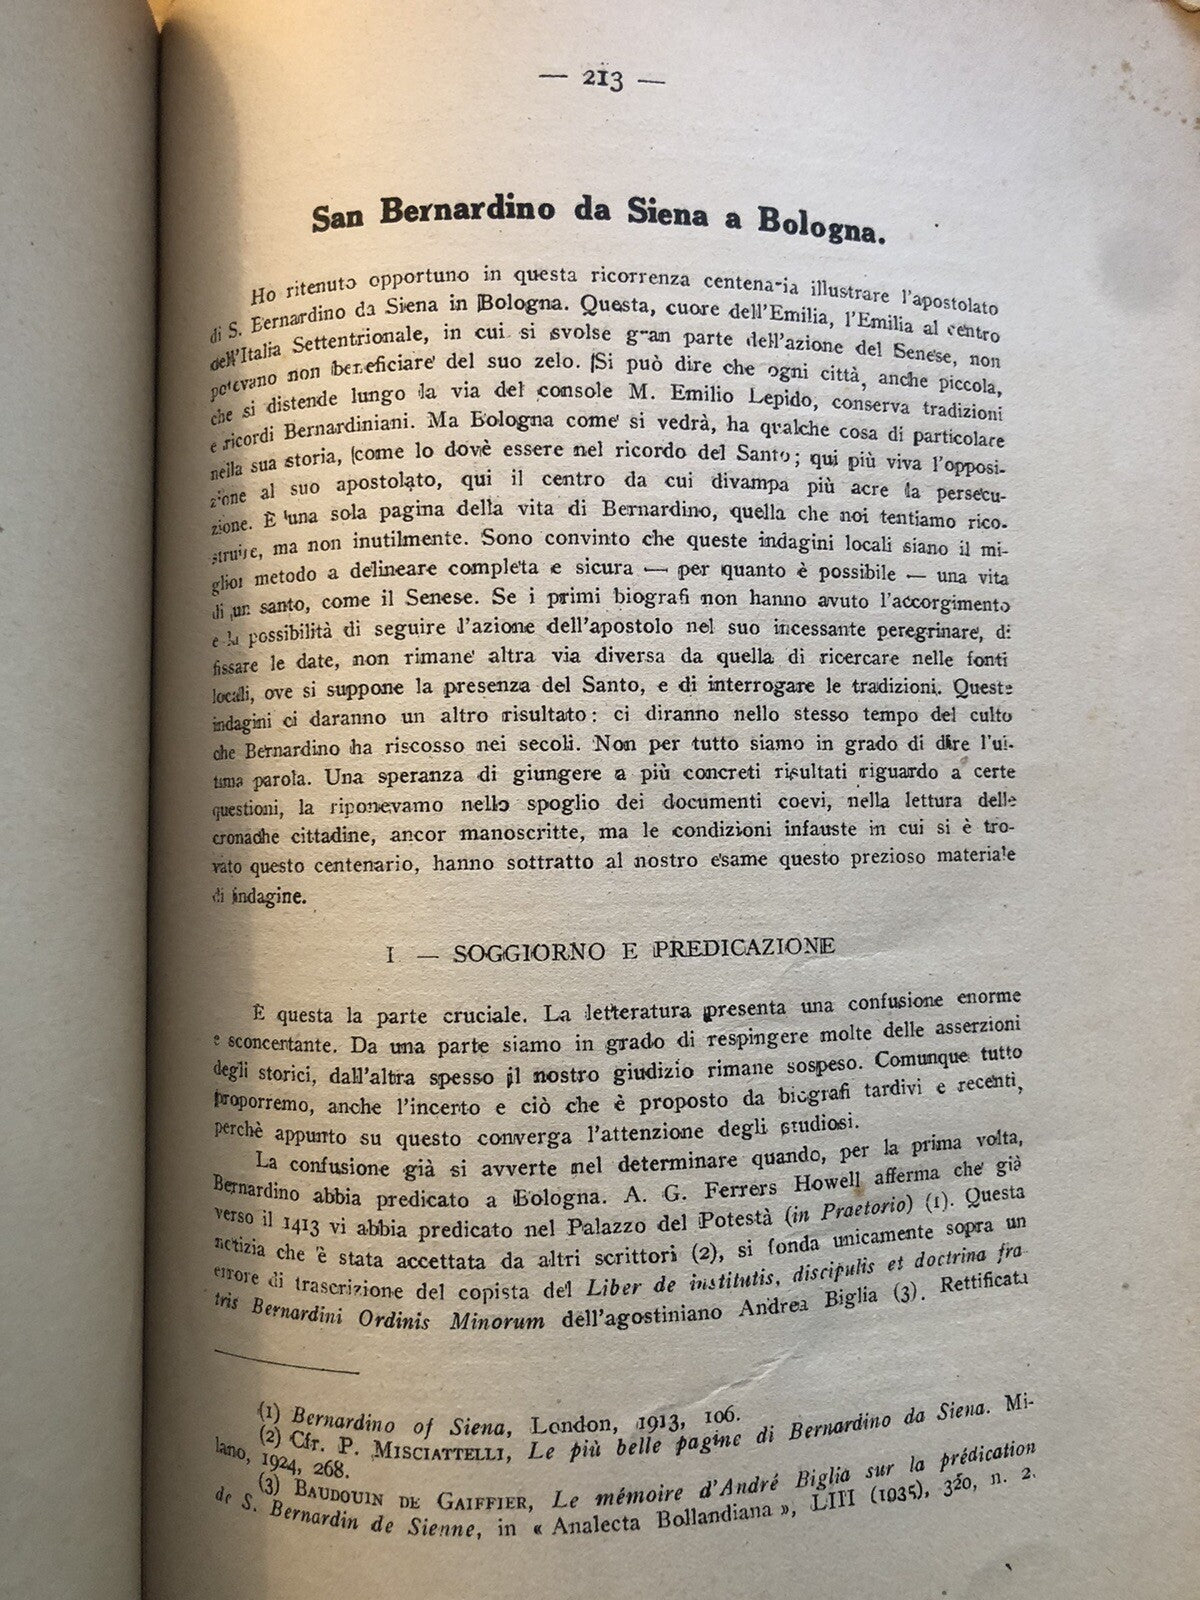 — 213 —
San Bernardino da Siena a Bologna.
Ho ritenuto opportuno in questa ricorrenza centenaria illustrare l'apostolato
di S. Bernardino da Siena in Bologna. Questa, cuore dell'Emilia, l'Emilia al centro
dell'Italia Settentrionale, in cui si svolse gran parte dell'azione del Senese, non
potevano non beneficiare del suo zelo. Si può dire che ogni città, anche piccola,
che si distende lungo la via del console M. Emilio Lepido, conserva tradizioni
e ricordi Bernardiniani. Ma Bologna come si vedrà, ha qualche cosa di particolare
nella sua storia, come lo dovè essere nel ricordo del Santo; qui più viva l'opposi-
zione al suo apostolato, qui il centro da cui divampa più acre la persecu-
zione. È una sola pagina della vita di Bernardino, quella che noi tentiamo rico-
struire, ma non inutilmente. Sono convinto che queste indagini locali siano il mi-
glior metodo a delineare completa e sicura — per quanto è possibile — una vita
di un santo, come il Senese. Se i primi biografi non hanno avuto l'accorgimento
e la possibilità di seguire l'azione dell'apostolo nel suo incessante peregrinare, di
fissare le date, non rimane altra via diversa da quella di ricercare nelle fonti
locali, ove si suppone la presenza del Santo, e di interrogare le tradizioni. Queste
indagini ci daranno un altro risultato: ci diranno nello stesso tempo del culto
che Bernardino ha riscosso nei secoli. Non per tutto siamo in grado di dire l'ul-
tima parola. Una speranza di giungere a più concreti risultati riguardo a certe
questioni, la riponevamo nello spoglio dei documenti coevi, nella lettura delle
cronache cittadine, ancor manoscritte, ma le condizioni infauste in cui si è tro-
vato questo centenario, hanno sottratto al nostro esame questo prezioso materiale
di indagine.
I — SOGGIORNO E PREDICAZIONE
È questa la parte cruciale. La letteratura presenta una confusione enorme
e sconcertante. Da una parte siamo in grado di respingere molte delle asserzioni
degli storici, dall'altra spesso il nostro giudizio rimane sospeso. Comunque tutto
proporremo, anche l'incerto e ciò che è proposto da biografi tardivi e recenti,
perchè appunto su questo converga l'attenzione degli studiosi.
La confusione già si avverte nel determinare quando, per la prima volta,
Bernardino abbia predicato a Bologna. A. G. Ferrers Howell afferma che già
verso il 1413 vi abbia predicato nel Palazzo del Potestà (in Praetorio) (1). Questa
notizia che è stata accettata da altri scrittori (2), si fonda unicamente sopra un
errore di trascrizione del copista del Liber de institutis, discipulis et doctrina fra-
tris Bernardini Ordinis Minorum dell'agostiniano Andrea Biglia (3). Rettificata
(1) Bernardino of Siena, London, 1913, 106.
(2) Cfr. P. MISCIATTELLI, Le più belle pagine di Bernardino da Siena. Mi-
lano, 1924, 268.
(3) BAUDOUIN DE GAIFFIER, Le mémoire d'André Biglia sur la prédication
de S. Bernardin de Sienne, in « Analecta Bollandiana », LIII (1935), 320, n. 2.